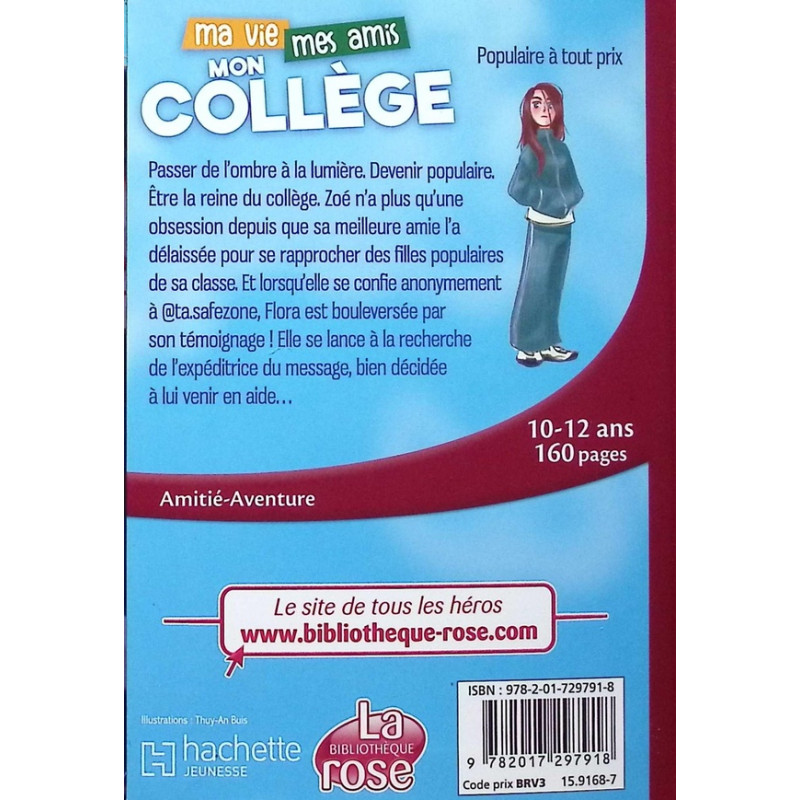 ma vie mes amis
MON
COLLÈGE
Populaire à tout prix
Passer de l'ombre à la lumière. Devenir populaire.
Être la reine du collège. Zoé n'a plus qu'une
obsession depuis que sa meilleure amie l'a
délaissée pour se rapprocher des filles populaires
de sa classe. Et lorsqu'elle se confie anonymement
à @ta.safezone, Flora est bouleversée par
son témoignage ! Elle se lance à la recherche
de l'expéditrice du message, bien décidée
à lui venir en aide…
10-12 ans
160 pages
Amitié-Aventure
Le site de tous les héros
www.bibliotheque-rose.com
Illustrations : Thuy-An Buis
hachette
JEUNESSE
La
BIBLIOTHÈQUE
rose
ISBN : 978-2-01-729791-8
9 782017 297918
Code prix BRV3 15.9168-7